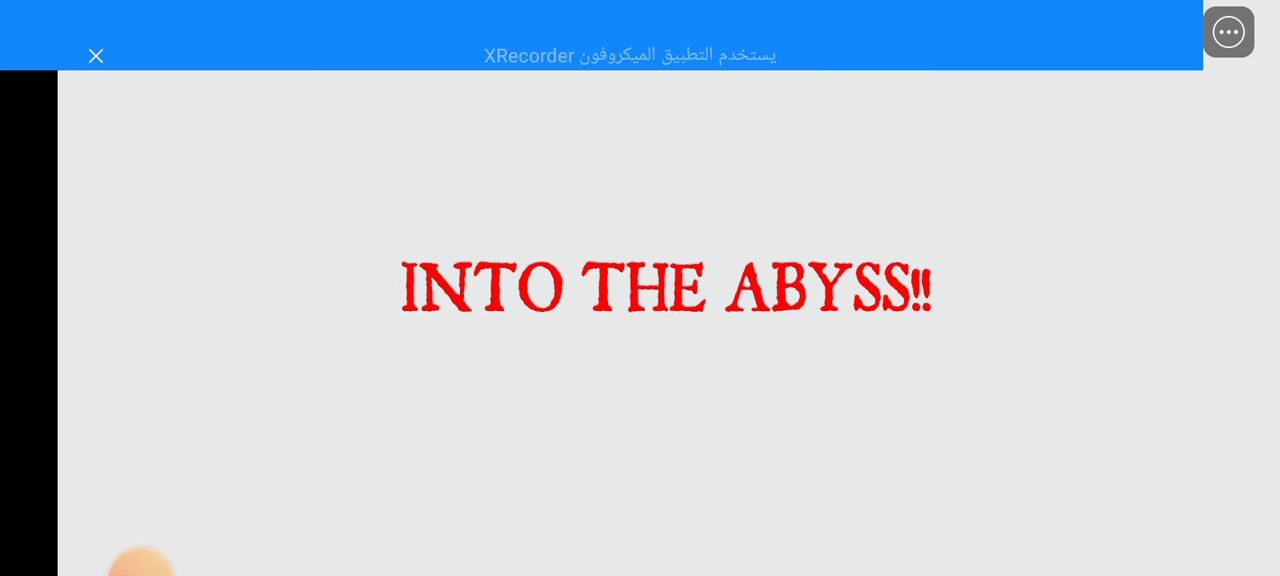 يستخدم التطبيق الميكروفون XRecorder
INTO THE ABYSS!!